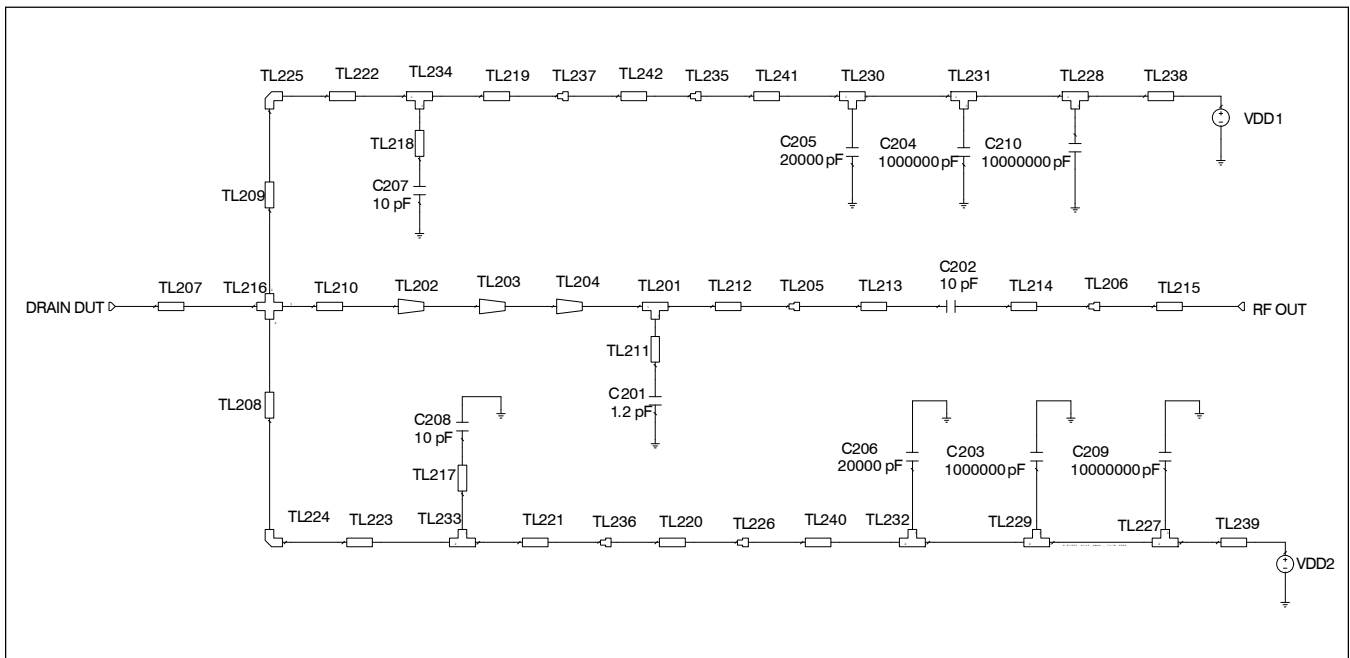 TL225 TL222 TL234 TL219 TL237 TL242 TL235 TL241 TL230 TL231 TL228 TL238
VDD1
TL218
C205
20000 pF
C204
1000000 pF
C210
10000000 pF
C207
10 pF
TL209
C202
10 pF
DRAIN DUT TL207 TL216 TL210 TL202 TL203 TL204 TL201 TL212 TL205 TL213 TL214 TL206 TL215 RF OUT
TL211
C201
1.2 pF
TL208
C208
10 pF
TL217
C206
20000 pF
C203
1000000 pF
C209
10000000 pF
TL224 TL223 TL233 TL221 TL236 TL220 TL226 TL240 TL232 TL229 TL227 TL239
VDD2